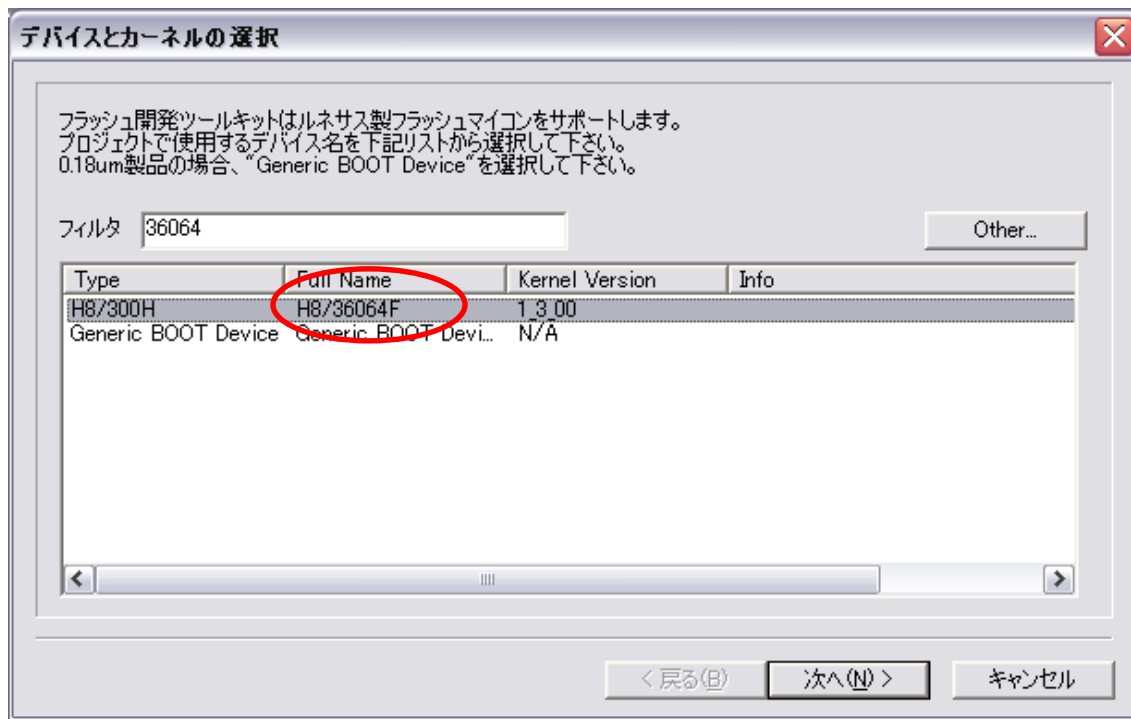 デバイスとカーネルの選択
フラッシュ開発ツールキットはルネサス製フラッシュマイコンをサポートします。
プロジェクトで使用するデバイス名を下記リストから選択して下さい。
0.18um製品の場合、"Generic BOOT Device"を選択して下さい。
フィルタ 36064 Other...
Type Full Name Kernel Version Info
H8/300H H8/36064F 1_3_00
Generic BOOT Device Generic BOOT Devi... N/A
< 戻る(B) 次へ(N) > キャンセル